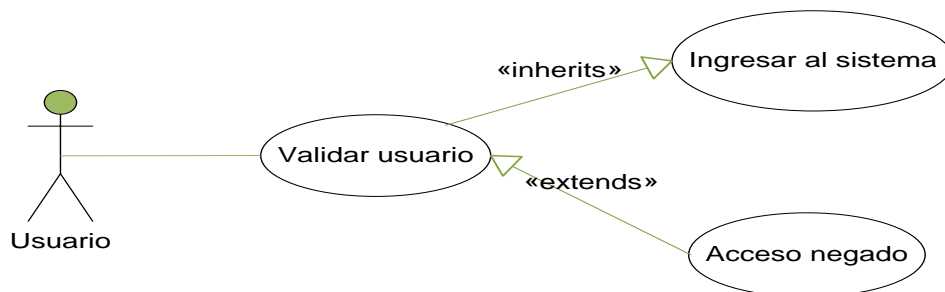 Ingresar al sistema
«inherits»
Validar usuario
«extends»
Usuario
Acceso negado